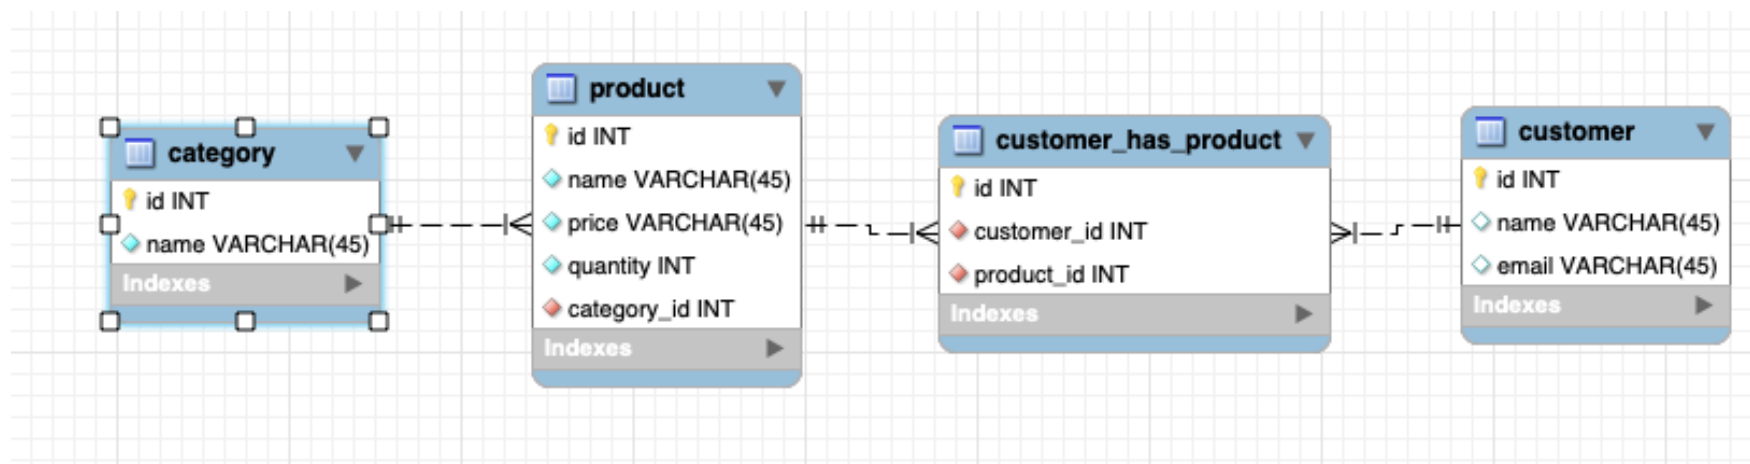 category
id INT
name VARCHAR(45)
Indexes
product
id INT
name VARCHAR(45)
price VARCHAR(45)
quantity INT
category_id INT
Indexes
customer_has_product
id INT
customer_id INT
product_id INT
Indexes
customer
id INT
name VARCHAR(45)
email VARCHAR(45)
Indexes